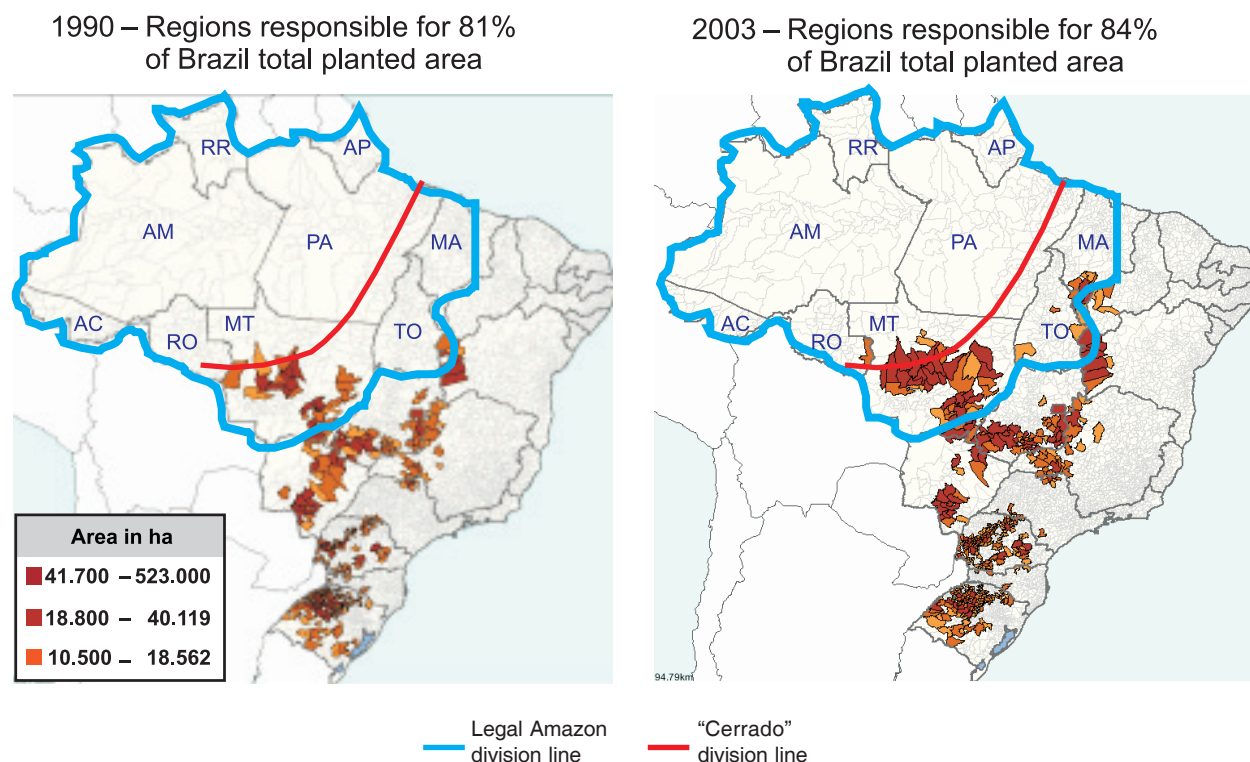 1990 – Regions responsible for 81%
of Brazil total planted area
RR
AP
AM
PA
MA
AC
RO
MT
TO
Area in ha
41.700 – 523.000
18.800 – 40.119
10.500 – 18.562
2003 – Regions responsible for 84%
of Brazil total planted area
RR
AP
AM
PA
MA
AC
RO
MT
TO
94.79km
Legal Amazon
division line
“Cerrado”
division line